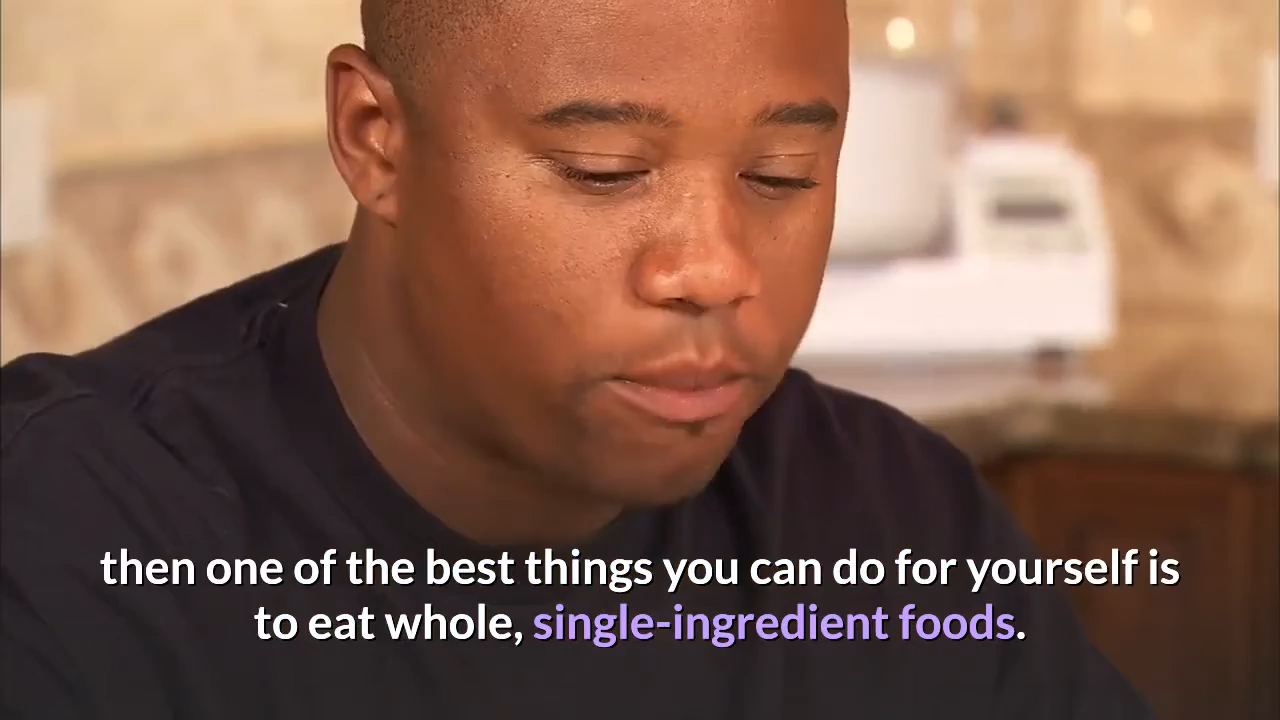 then one of the best things you can do for yourself is
to eat whole, single-ingredient foods.